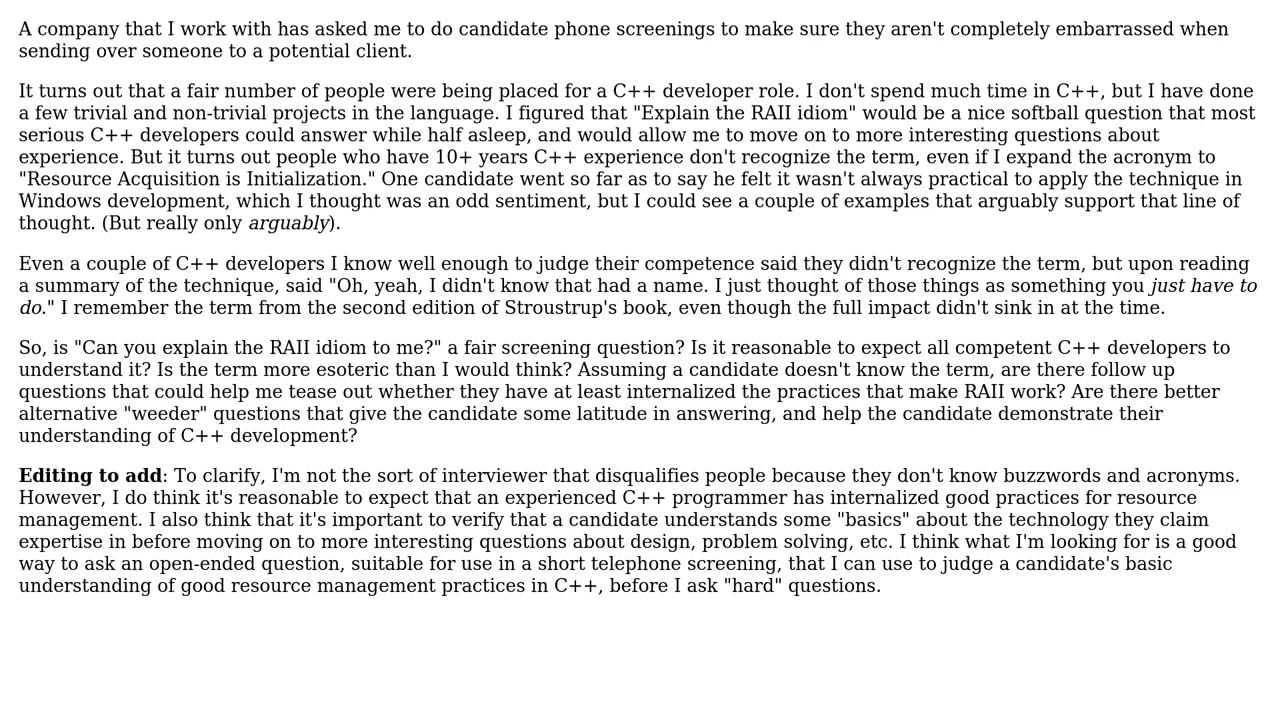 A company that I work with has asked me to do candidate phone screenings to make sure they aren't completely embarrassed when
sending over someone to a potential client.
It turns out that a fair number of people were being placed for a C++ developer role. I don't spend much time in C++, but I have done
a few trivial and non-trivial projects in the language. I figured that "Explain the RAII idiom" would be a nice softball question that most
serious C++ developers could answer while half asleep, and would allow me to move on to more interesting questions about
experience. But it turns out people who have 10+ years C++ experience don't recognize the term, even if I expand the acronym to
"Resource Acquisition is Initialization." One candidate went so far as to say he felt it wasn't always practical to apply the technique in
Windows development, which I thought was an odd sentiment, but I could see a couple of examples that arguably support that line of
thought. (But really only arguably).
Even a couple of C++ developers I know well enough to judge their competence said they didn't recognize the term, but upon reading
a summary of the technique, said "Oh, yeah, I didn't know that had a name. I just thought of those things as something you just have to
do." I remember the term from the second edition of Stroustrup's book, even though the full impact didn't sink in at the time.
So, is "Can you explain the RAII idiom to me?" a fair screening question? Is it reasonable to expect all competent C++ developers to
understand it? Is the term more esoteric than I would think? Assuming a candidate doesn't know the term, are there follow up
questions that could help me tease out whether they have at least internalized the practices that make RAII work? Are there better
alternative "weeder" questions that give the candidate some latitude in answering, and help the candidate demonstrate their
understanding of C++ development?
Editing to add: To clarify, I'm not the sort of interviewer that disqualifies people because they don't know buzzwords and acronyms.
However, I do think it's reasonable to expect that an experienced C++ programmer has internalized good practices for resource
management. I also think that it's important to verify that a candidate understands some "basics" about the technology they claim
expertise in before moving on to more interesting questions about design, problem solving, etc. I think what I'm looking for is a good
way to ask an open-ended question, suitable for use in a short telephone screening, that I can use to judge a candidate's basic
understanding of good resource management practices in C++, before I ask "hard" questions.